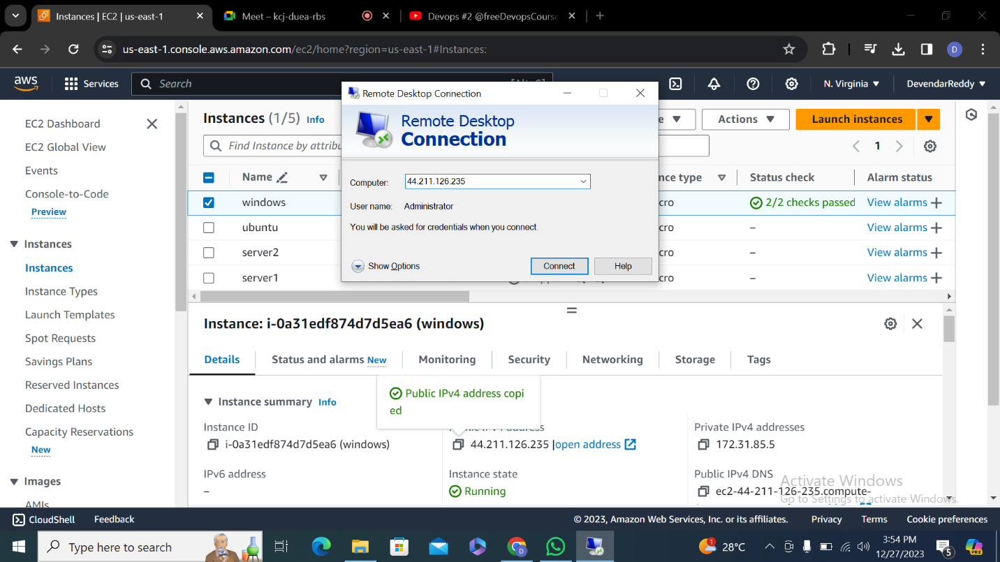 Instances | EC2 | us-east-1
Meet – kcj-duea-rbs
Devops #2 @freeDevopsCours
us-east-1.console.aws.amazon.com/ec2/home?region=us-east-1#Instances:
D
aws
Services
Search
N. Virginia
DevendarReddy
EC2 Dashboard
EC2 Global View
Events
Console-to-Code
Preview
Instances
Instances
Instance Types
Launch Templates
Spot Requests
Savings Plans
Reserved Instances
Dedicated Hosts
Capacity Reservations
New
Images
AMIs
Instances (1/5) Info
Actions
Launch instances
Find Instance by attribu
1
Name
nce type
Status check
Alarm status
windows
cro
2/2 checks passed
View alarms +
ubuntu
cro
–
View alarms +
server2
cro
–
View alarms +
server1
cro
–
View alarms +
Remote Desktop Connection
Remote Desktop
Connection
Computer: 44.211.126.235
User name: Administrator
You will be asked for credentials when you connect.
Show Options
Connect
Help
Instance: i-0a31edf874d7d5ea6 (windows)
Details
Status and alarms New
Monitoring
Security
Networking
Storage
Tags
Public IPv4 address copi
ed
Instance summary Info
Instance ID
i-0a31edf874d7d5ea6 (windows)
44.211.126.235 |open address
Private IPv4 addresses
172.31.85.5
IPv6 address
–
Instance state
Running
Public IPv4 DNS
ec2-44-211-126-235.compute-
Activate Windows
Go to Settings to activate Windows.
CloudShell
Feedback
© 2023, Amazon Web Services, Inc. or its affiliates.
Privacy
Terms
Cookie preferences
Type here to search
D
1
28°C
3:54 PM
12/27/2023
5
PRE